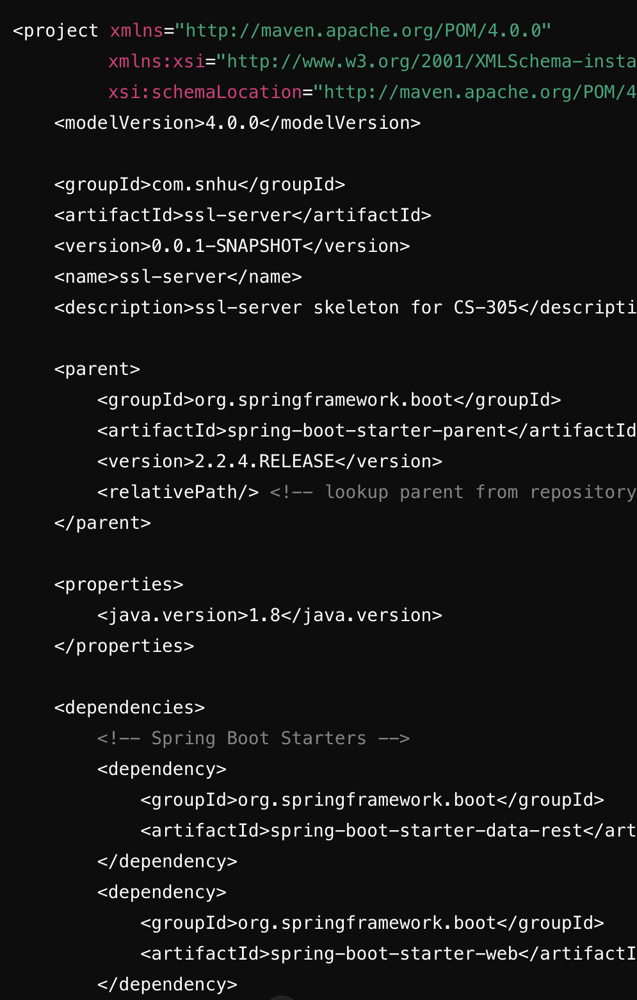 <project xmlns="http://maven.apache.org/POM/4.0.0"
xmlns:xsi="http://www.w3.org/2001/XMLSchema-insta
xsi:schemaLocation="http://maven.apache.org/POM/4
<modelVersion>4.0.0</modelVersion>
<groupId>com.snhu</groupId>
<artifactId>ssl-server</artifactId>
<version>0.0.1-SNAPSHOT</version>
<name>ssl-server</name>
<description>ssl-server skeleton for CS-305</descripti
<parent>
<groupId>org.springframework.boot</groupId>
<artifactId>spring-boot-starter-parent</artifactId
<version>2.2.4.RELEASE</version>
<relativePath/> <!-- lookup parent from repository
</parent>
<properties>
<java.version>1.8</java.version>
</properties>
<dependencies>
<!-- Spring Boot Starters -->
<dependency>
<groupId>org.springframework.boot</groupId>
<artifactId>spring-boot-starter-data-rest</art
</dependency>
<dependency>
<groupId>org.springframework.boot</groupId>
<artifactId>spring-boot-starter-web</artifactI
</dependency>